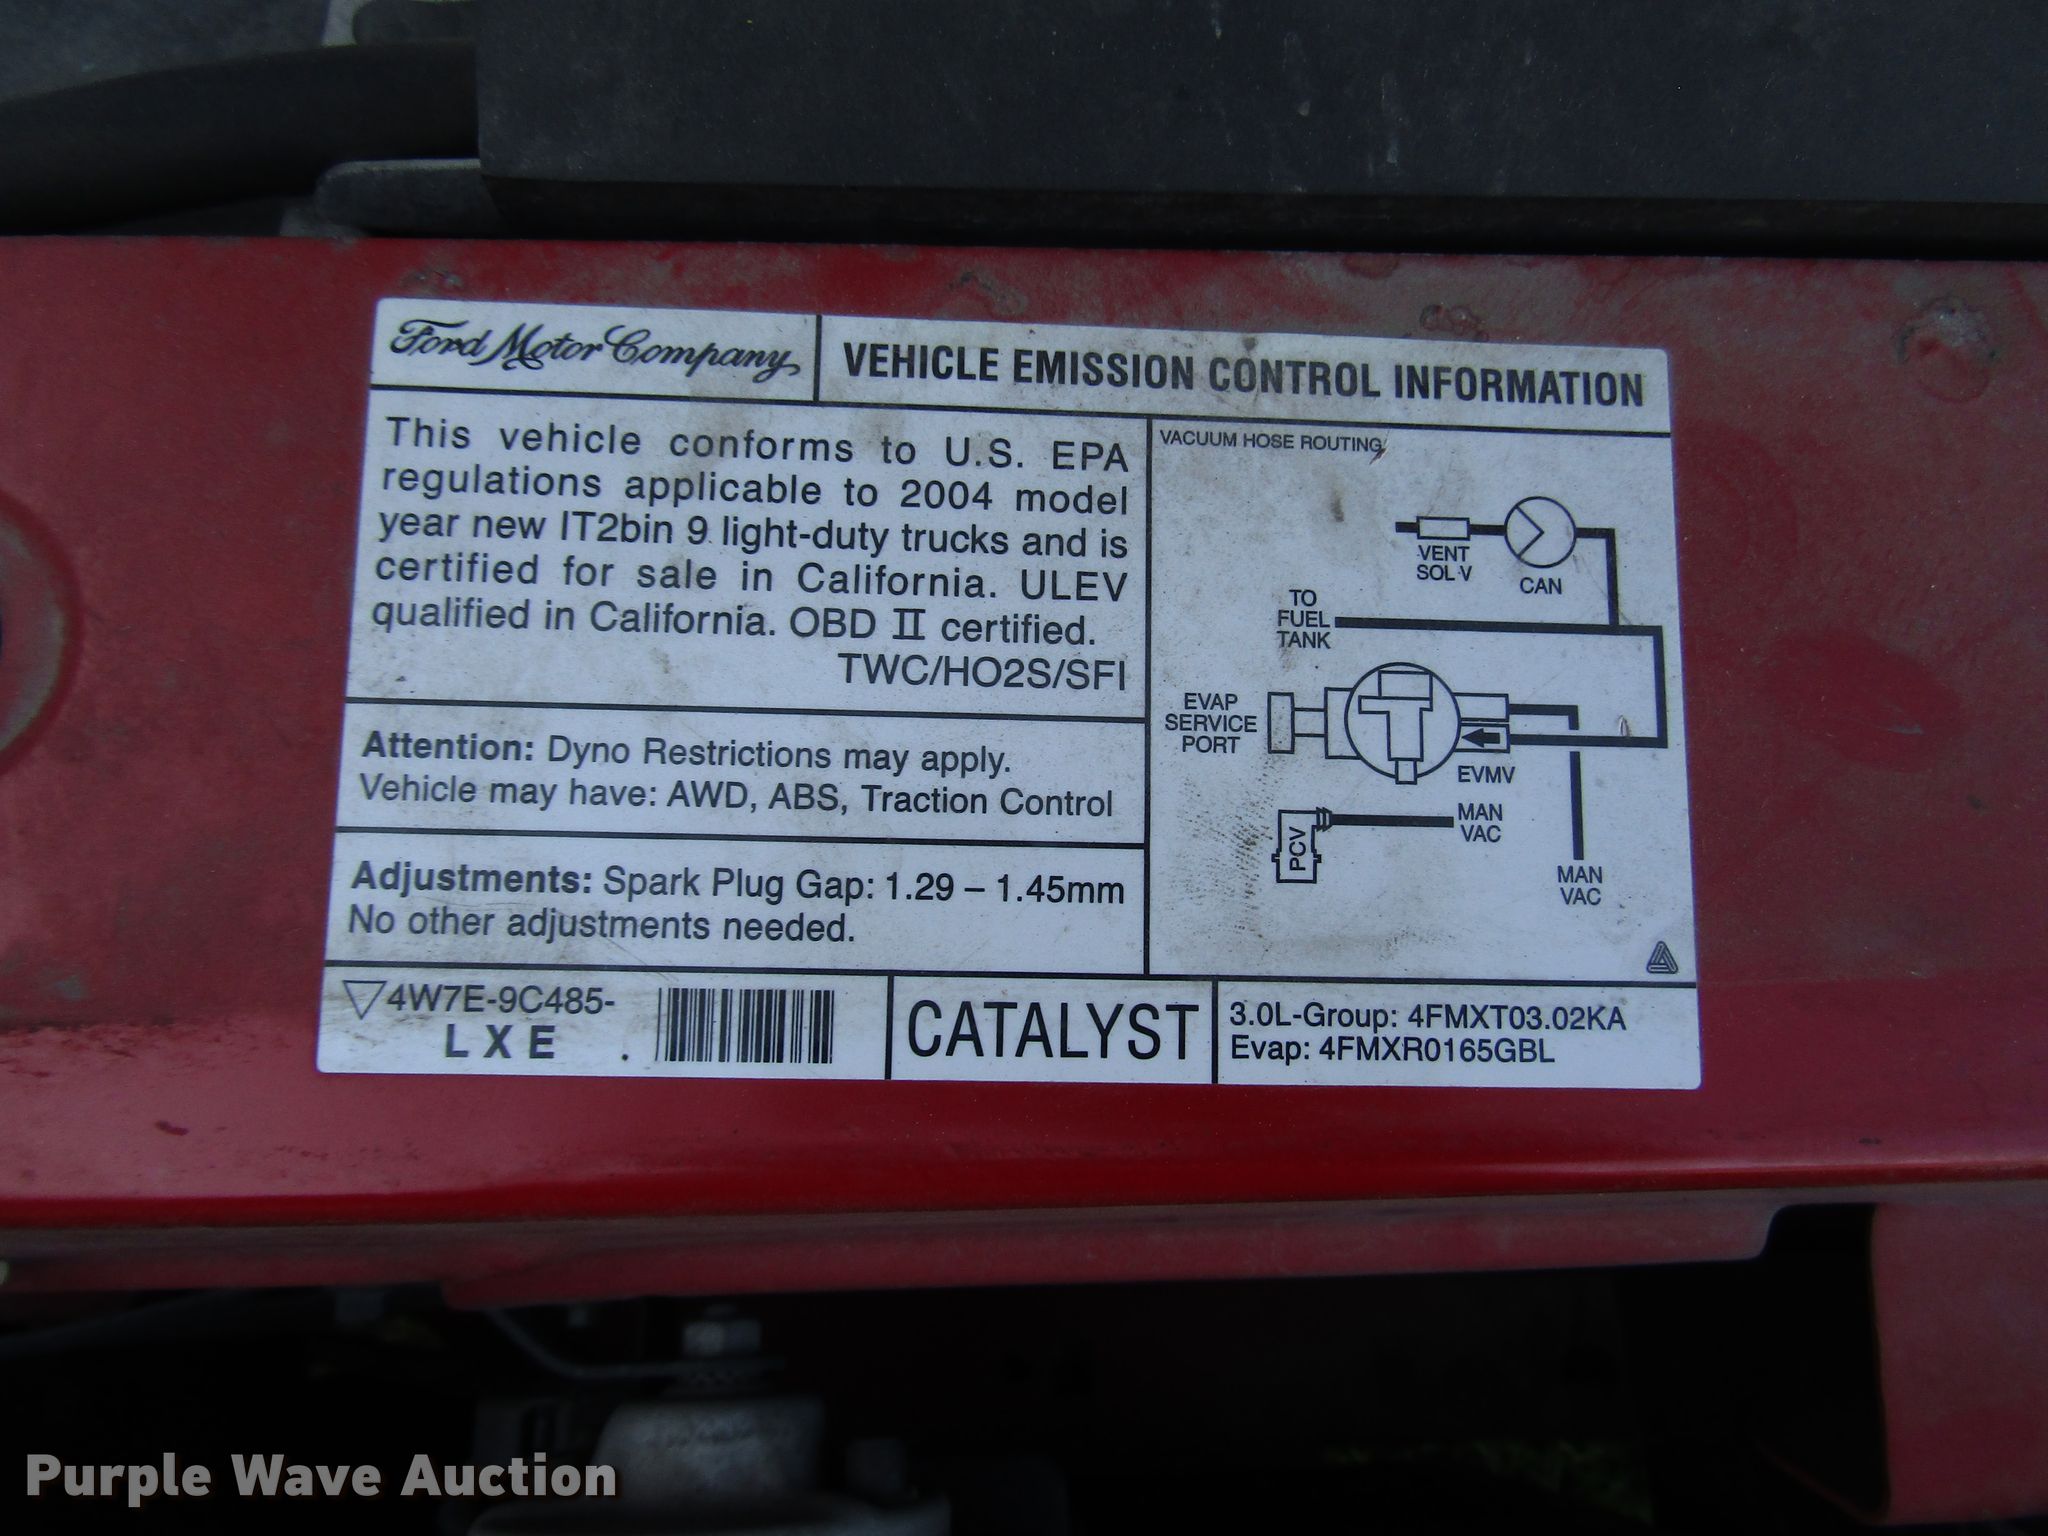 Ford Motor Company
VEHICLE EMISSION CONTROL INFORMATION
This vehicle conforms to U.S. EPA
regulations applicable to 2004 model
year new IT2bin 9 light-duty trucks and is
certified for sale in California. ULEV
qualified in California. OBD II certified.
TWC/HO2S/SFI
Attention: Dyno Restrictions may apply.
Vehicle may have: AWD, ABS, Traction Control
Adjustments: Spark Plug Gap: 1.29 – 1.45mm
No other adjustments needed.
VACUUM HOSE ROUTING
VENT
SOL V
CAN
TO
FUEL
TANK
EVAP
SERVICE
PORT
EVMV
PCV
MAN
VAC
MAN
VAC
4W7E-9C485-
LXE .
CATALYST
3.0L-Group: 4FMXT03.02KA
Evap: 4FMXR0165GBL
Purple Wave Auction